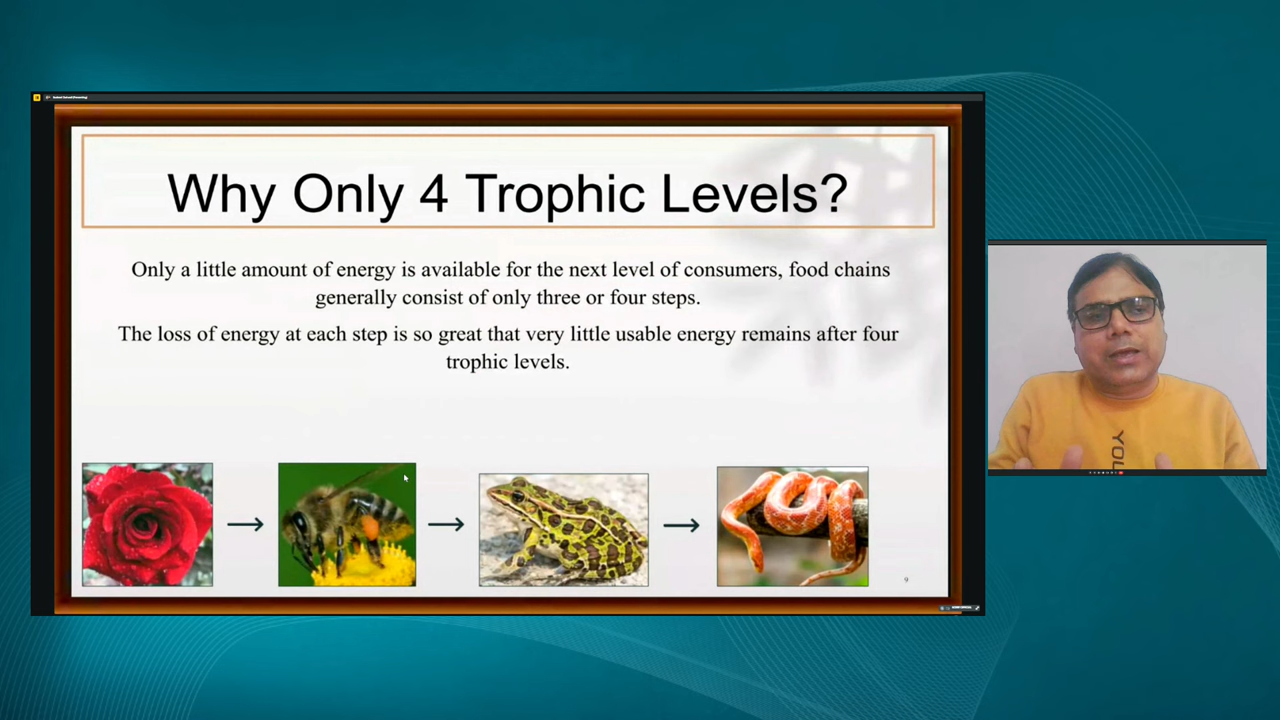 Why Only 4 Trophic Levels?
Only a little amount of energy is available for the next level of consumers, food chains
generally consist of only three or four steps.
The loss of energy at each step is so great that very little usable energy remains after four
trophic levels.
9
YOU